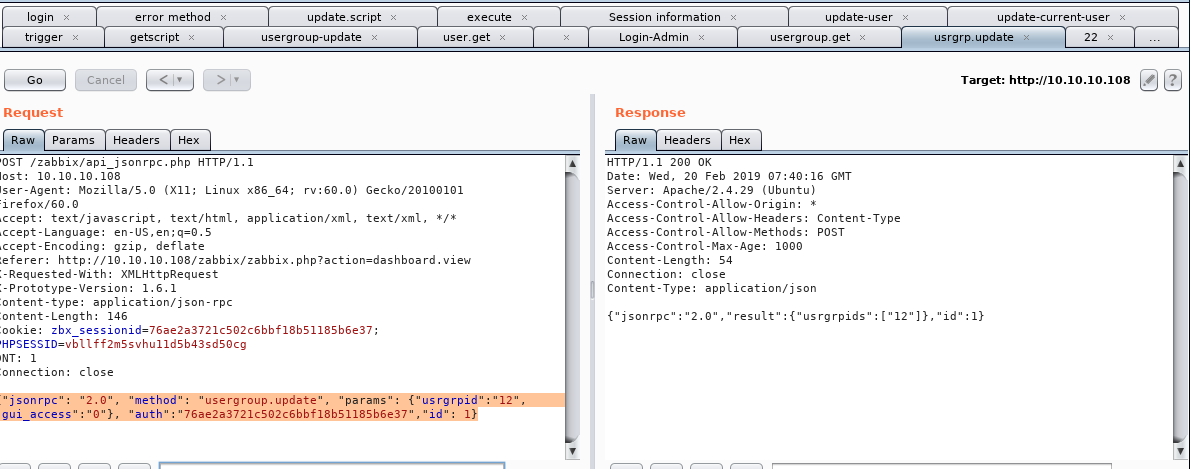 login × error method × update.script × execute × Session information × update-user × update-current-user ×
trigger × getscript × usergroup-update × user.get × × Login-Admin × usergroup.get × usrgrp.update × 22 × ...
Go Cancel < ▼ > ▼ Target: http://10.10.10.108 ?
Request
Raw Params Headers Hex
POST /zabbix/api_jsonrpc.php HTTP/1.1
Host: 10.10.10.108
User-Agent: Mozilla/5.0 (X11; Linux x86_64; rv:60.0) Gecko/20100101
Firefox/60.0
Accept: text/javascript, text/html, application/xml, text/xml, */*
Accept-Language: en-US,en;q=0.5
Accept-Encoding: gzip, deflate
Referer: http://10.10.10.108/zabbix/zabbix.php?action=dashboard.view
X-Requested-With: XMLHttpRequest
X-Prototype-Version: 1.6.1
Content-type: application/json-rpc
Content-Length: 146
Cookie: zbx_sessionid=76ae2a3721c502c6bbf18b51185b6e37;
PHPSESSID=vbllff2m5svhu11d5b43sd50cg
DNT: 1
Connection: close
{"jsonrpc": "2.0", "method": "usergroup.update", "params": {"usrgrpid":"12",
"gui_access":"0"}, "auth":"76ae2a3721c502c6bbf18b51185b6e37","id": 1}
Response
Raw Headers Hex
HTTP/1.1 200 OK
Date: Wed, 20 Feb 2019 07:40:16 GMT
Server: Apache/2.4.29 (Ubuntu)
Access-Control-Allow-Origin: *
Access-Control-Allow-Headers: Content-Type
Access-Control-Allow-Methods: POST
Access-Control-Max-Age: 1000
Content-Length: 54
Connection: close
Content-Type: application/json
{"jsonrpc":"2.0","result":{"usrgrpids":["12"]},"id":1}